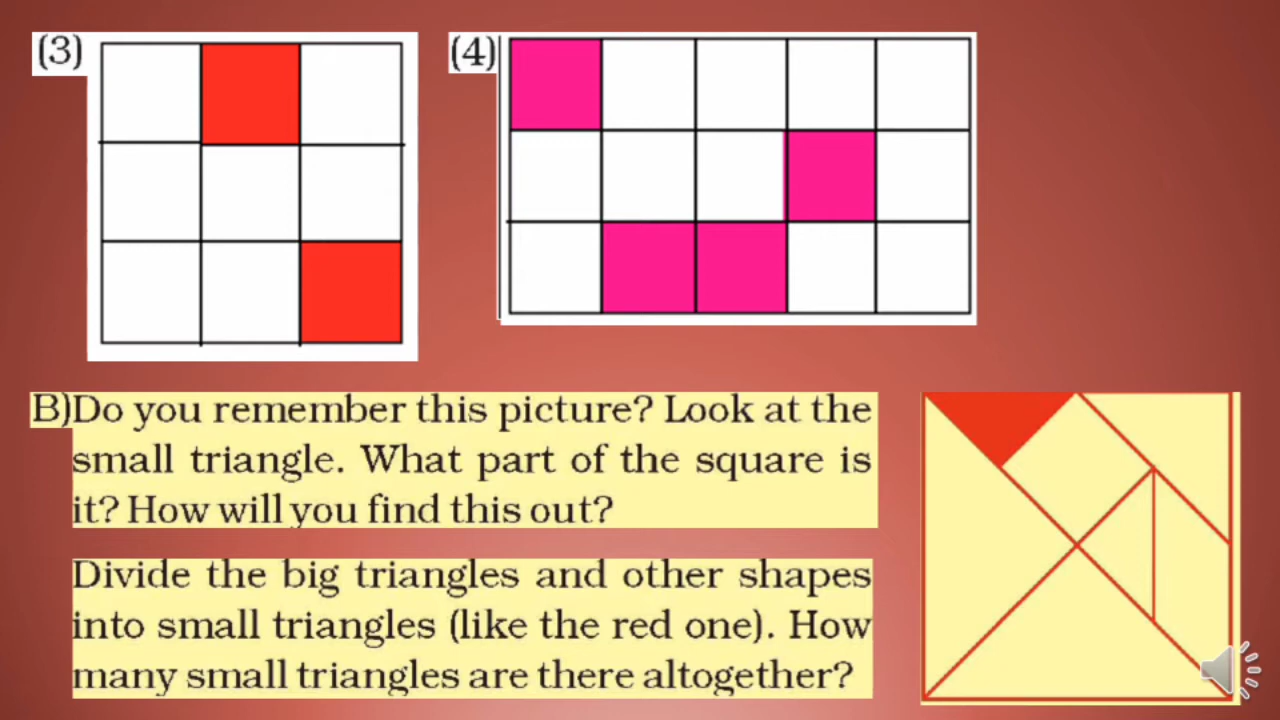 (3)
(4)
B)Do you remember this picture? Look at the
small triangle. What part of the square is
it? How will you find this out?
Divide the big triangles and other shapes
into small triangles (like the red one). How
many small triangles are there altogether?